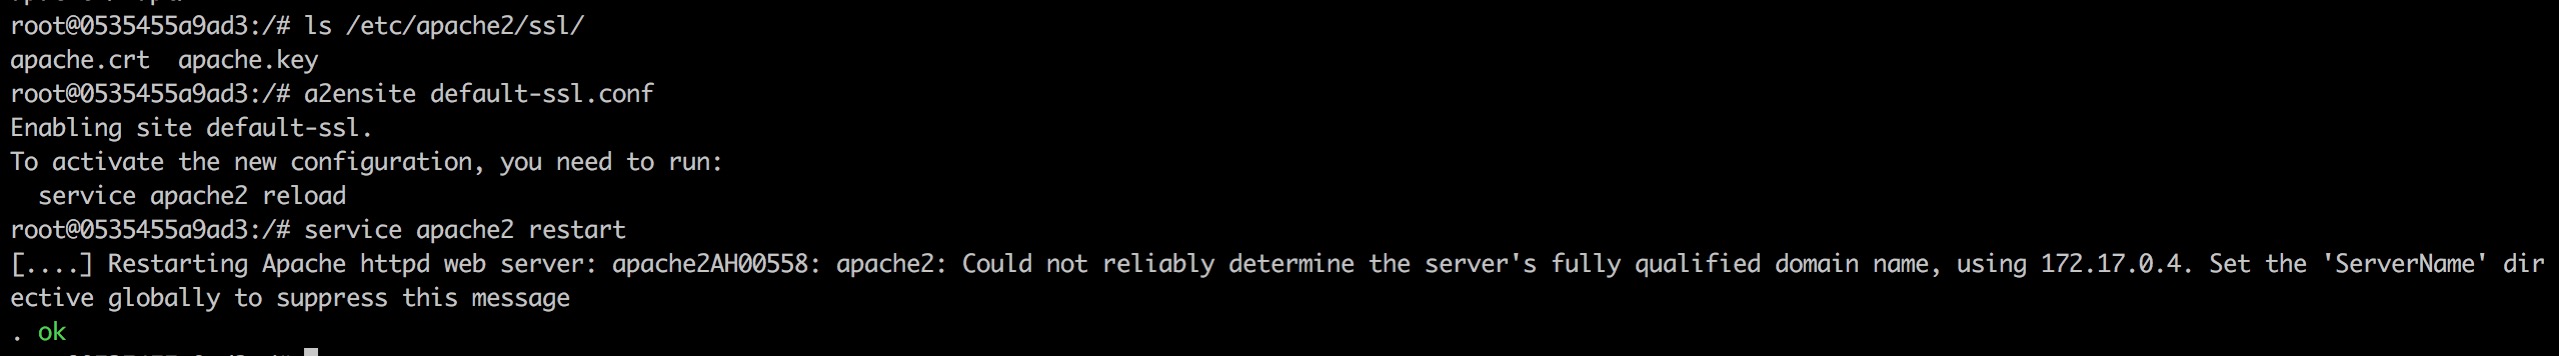 root@0535455a9ad3:/# ls /etc/apache2/ssl/
apache.crt  apache.key
root@0535455a9ad3:/# a2ensite default-ssl.conf
Enabling site default-ssl.
To activate the new configuration, you need to run:
  service apache2 reload
root@0535455a9ad3:/# service apache2 restart
[....] Restarting Apache httpd web server: apache2AH00558: apache2: Could not reliably determine the server's fully qualified domain name, using 172.17.0.4. Set the 'ServerName' dir
ective globally to suppress this message
. ok